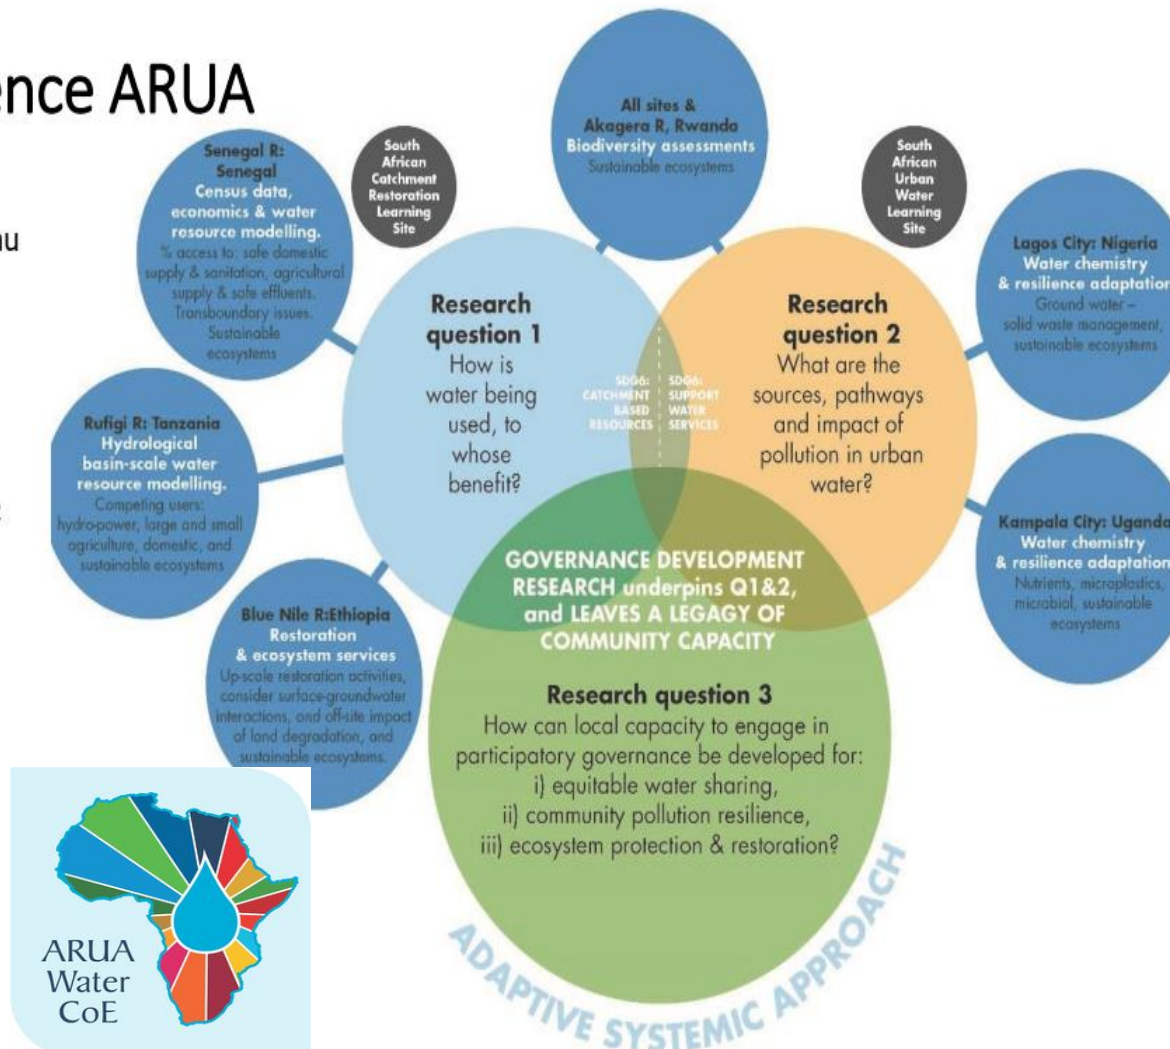 ence ARUA
All sites &
Akagera R, Rwanda
Biodiversity assessments
Sustainable ecosystems
Senegal R:
Senegal
Census data,
economics & water
resource modelling.
% access to: safe domestic
supply & sanitation, agricultural
supply & safe effluents.
Transboundary issues.
Sustainable
ecosystems
South
African
Catchment
Restoration
Learning
Site
South
African
Urban
Water
Learning
Site
Lagos City: Nigeria
Water chemistry
& resilience adaptation
Ground water –
solid waste management,
sustainable ecosystems
Research
question 1
How is
water being
used, to
whose
benefit?
SDG6:
CATCHMENT
BASED
RESOURCES
SDG6:
SUPPORT
WATER
SERVICES
Research
question 2
What are the
sources, pathways
and impact of
pollution in urban
water?
Rufigi R: Tanzania
Hydrological
basin-scale water
resource modelling.
Competing users:
hydro-power, large and small
agriculture, domestic, and
sustainable ecosystems
Kampala City: Uganda
Water chemistry
& resilience adaptation
Nutrients, microplastics,
microbial, sustainable
ecosystems
Blue Nile R:Ethiopia
Restoration
& ecosystem services
Up-scale restoration activities,
consider surface-groundwater
interactions, and off-site impact
of land degradation, and
sustainable ecosystems.
GOVERNANCE DEVELOPMENT
RESEARCH underpins Q1&2,
and LEAVES A LEGAGY OF
COMMUNITY CAPACITY
Research question 3
How can local capacity to engage in
participatory governance be developed for:
i) equitable water sharing,
ii) community pollution resilience,
iii) ecosystem protection & restoration?
ADAPTIVE SYSTEMIC APPROACH
ARUA
Water
CoE